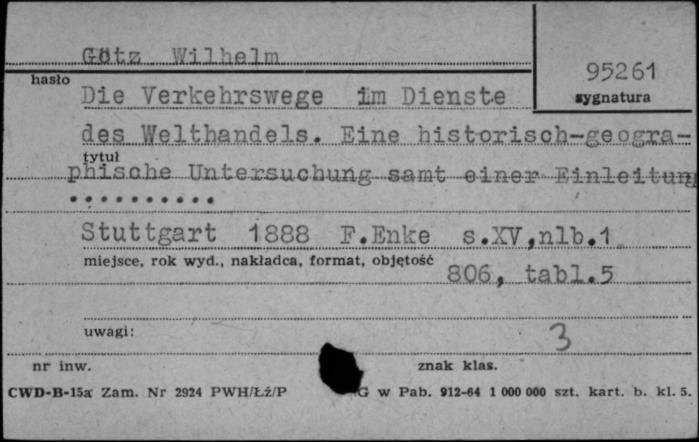 Götz Wilhelm
hasło
95261
sygnatura
Die Verkehrswege im Dienste
des Welthandels. Eine historisch-geogra-
tytuł
phische Untersuchung samt einer Einleitung
..........
Stuttgart 1888 F.Enke s.XV,nlb.1
miejsce, rok wyd., nakładca, format, objętość
806, tabl.5
uwagi:
3
nr inw.
znak klas.
CWD-B-15a Zam. Nr 2924 PWH/Łź/P G w Pab. 912-64 1 000 000 szt. kart. b. kl. 5.